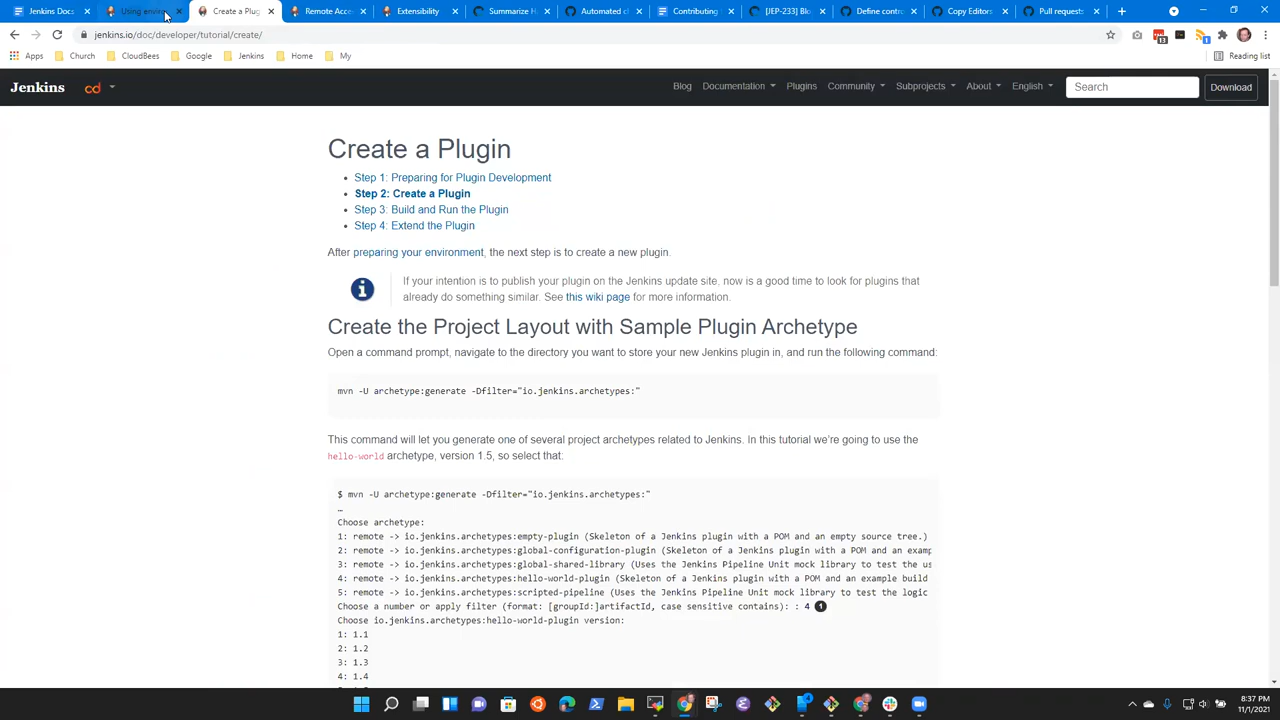 Jenkins Docs
Using enviro
Create a Plug
Remote Acce
Extensibility
Summarize H
Automated c
Contributing
[JEP-233] Blo
Define contro
Copy Editors
Pull requests
jenkins.io/doc/developer/tutorial/create/
13
1
Apps
Church
CloudBees
Google
Jenkins
Home
My
Reading list
Jenkins
cd
Blog
Documentation
Plugins
Community
Subprojects
About
English
Search
Download
Create a Plugin
• Step 1: Preparing for Plugin Development
• Step 2: Create a Plugin
• Step 3: Build and Run the Plugin
• Step 4: Extend the Plugin
After preparing your environment, the next step is to create a new plugin.
If your intention is to publish your plugin on the Jenkins update site, now is a good time to look for plugins that
already do something similar. See this wiki page for more information.
Create the Project Layout with Sample Plugin Archetype
Open a command prompt, navigate to the directory you want to store your new Jenkins plugin in, and run the following command:
mvn -U archetype:generate -Dfilter="io.jenkins.archetypes:"
This command will let you generate one of several project archetypes related to Jenkins. In this tutorial we're going to use the
hello-world archetype, version 1.5, so select that:
$ mvn -U archetype:generate -Dfilter="io.jenkins.archetypes:"
…
Choose archetype:
1: remote -> io.jenkins.archetypes:empty-plugin (Skeleton of a Jenkins plugin with a POM and an empty source tree.)
2: remote -> io.jenkins.archetypes:global-configuration-plugin (Skeleton of a Jenkins plugin with a POM and an examp
3: remote -> io.jenkins.archetypes:global-shared-library (Uses the Jenkins Pipeline Unit mock library to test the us
4: remote -> io.jenkins.archetypes:hello-world-plugin (Skeleton of a Jenkins plugin with a POM and an example build
5: remote -> io.jenkins.archetypes:scripted-pipeline (Uses the Jenkins Pipeline Unit mock library to test the logic
Choose a number or apply filter (format: [groupId:]artifactId, case sensitive contains): : 4 1
Choose io.jenkins.archetypes:hello-world-plugin version:
1: 1.1
2: 1.2
3: 1.3
4: 1.4
8:37 PM
11/1/2021